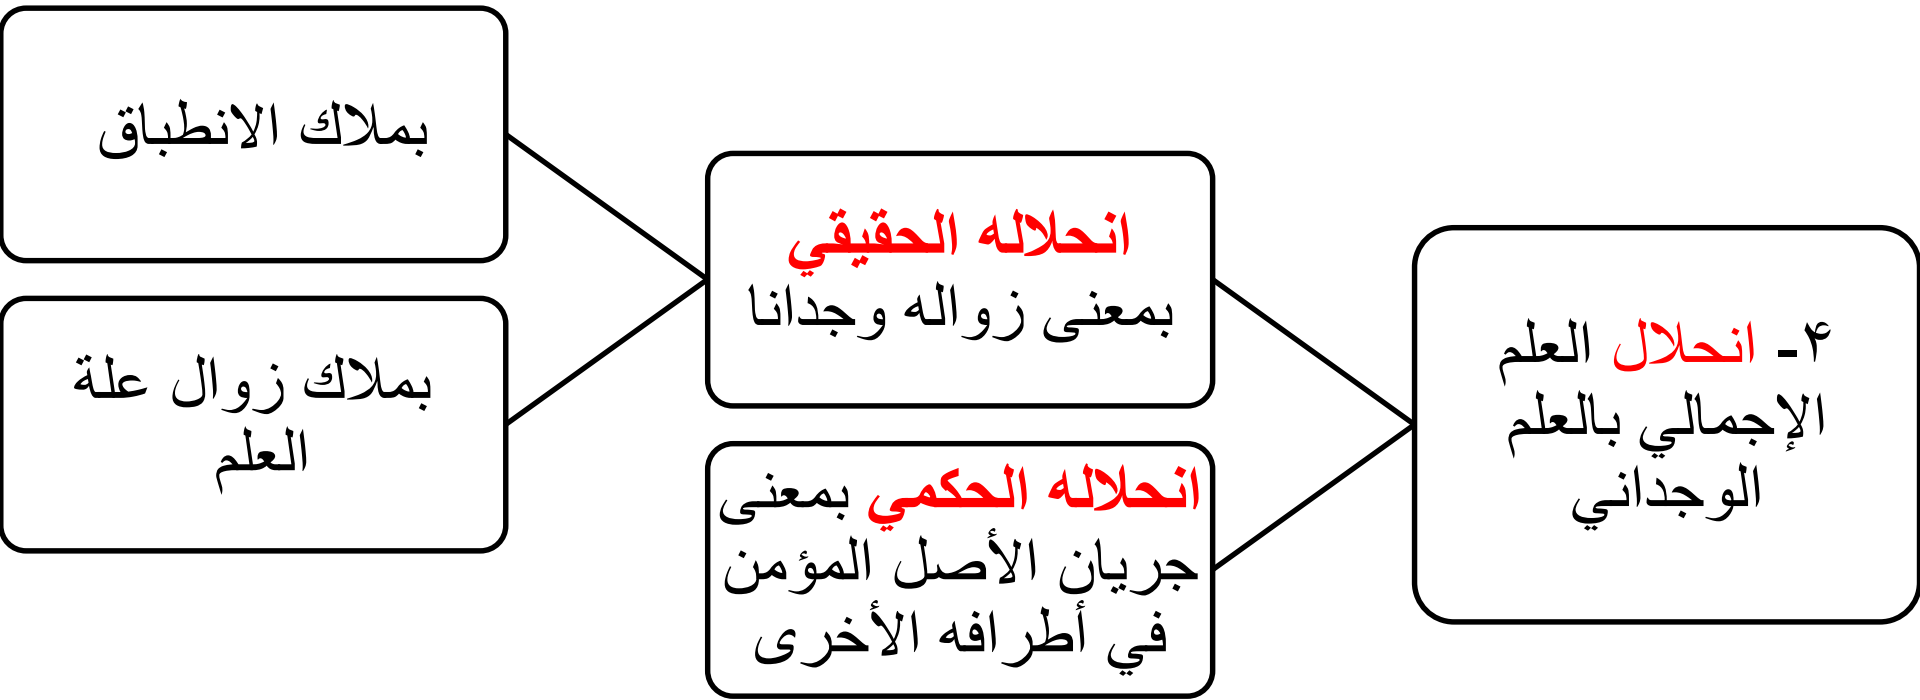 ۴- انحلال العلم
الإجمالي بالعلم
الوجداني
انحلاله الحقيقي
بمعنى زواله وجدانا
انحلاله الحكمي بمعنى
جريان الأصل المؤمن
في أطرافه الأخرى
بملاك الانطباق
بملاك زوال علة
العلم